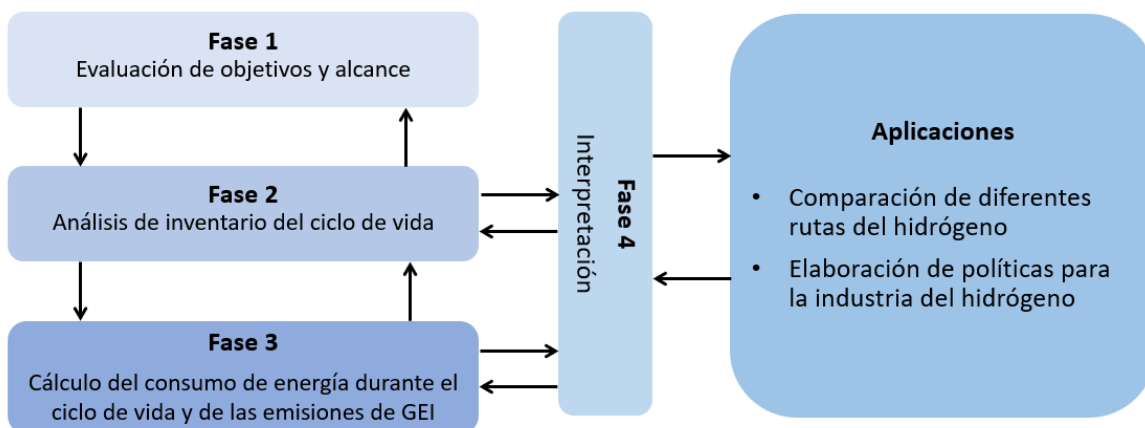 Fase 1
Evaluación de objetivos y alcance
Fase 2
Análisis de inventario del ciclo de vida
Fase 3
Cálculo del consumo de energía durante el
ciclo de vida y de las emisiones de GEI
Fase 4
Interpretación
Aplicaciones
• Comparación de diferentes
rutas del hidrógeno
• Elaboración de políticas para
la industria del hidrógeno